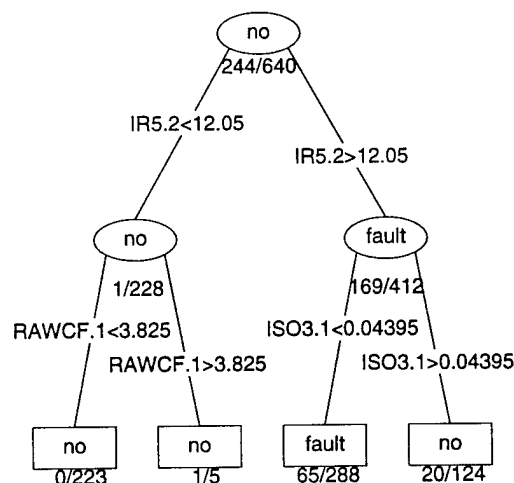 no
244/640
IR5.2<12.05
IR5.2>12.05
no
fault
1/228
169/412
RAWCF.1<3.825
ISO3.1<0.04395
RAWCF.1>3.825
ISO3.1>0.04395
no
no
fault
no
0/223
1/5
65/288
20/124